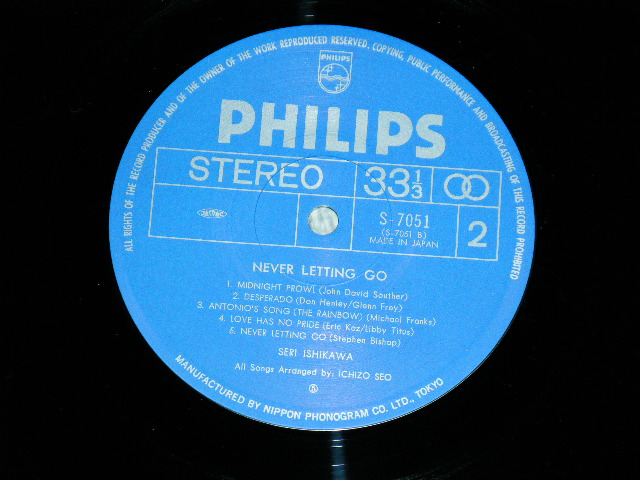 ALL RIGHTS OF THE RECORD PRODUCER AND OF THE OWNER OF THE WORK REPRODUCED RESERVED. COPYING, PUBLIC PERFORMANCE AND BROADCASTING OF THIS RECORD PROHIBITED
PHILIPS
PHILIPS
STEREO
33 1/3
S-7051
(S-7051 B)
MADE IN JAPAN
2
NEVER LETTING GO
1. MIDNIGHT PROWL (John David Souther)
2. DESPERADO (Don Henley/Glenn Frey)
3. ANTONIO'S SONG (THE RAINBOW) (Michael Franks)
4. LOVE HAS NO PRIDE (Eric Kaz/Libby Titus)
5. NEVER LETTING GO (Stephen Bishop)
SERI ISHIKAWA
All Songs Arranged by: ICHIZO SEO
MANUFACTURED BY NIPPON PHONOGRAM CO. LTD., TOKYO